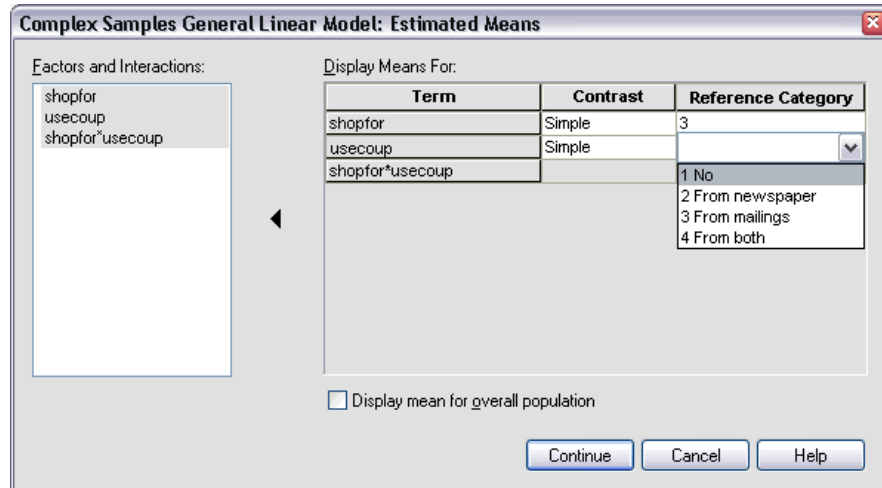 Complex Samples General Linear Model: Estimated Means
Factors and Interactions:
shopfor
usecoup
shopfor*usecoup
Display Means For:
Term Contrast Reference Category
shopfor Simple 3
usecoup Simple
shopfor*usecoup
1 No
2 From newspaper
3 From mailings
4 From both
Display mean for overall population
Continue Cancel Help